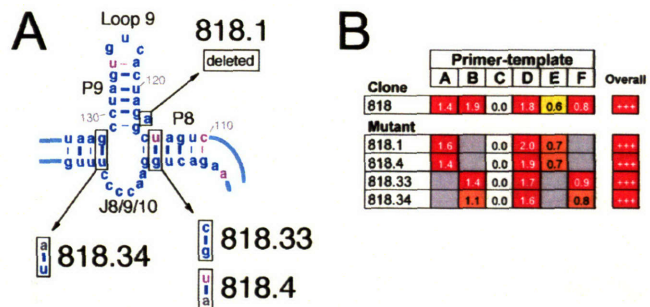 A
Loop 9
818.1
deleted
P9
120
130
P8
110
J8/9/10
818.34
818.33
818.4
B
Primer-template
A B C D E F
Clone Overall
818 1.4 1.9 0.0 1.8 0.6 0.8 +++
Mutant
818.1 1.6 0.0 2.0 0.7 +++
818.4 1.4 0.0 1.9 0.7 +++
818.33 1.4 0.0 1.7 0.9 +++
818.34 1.1 0.0 1.6 0.8 +++